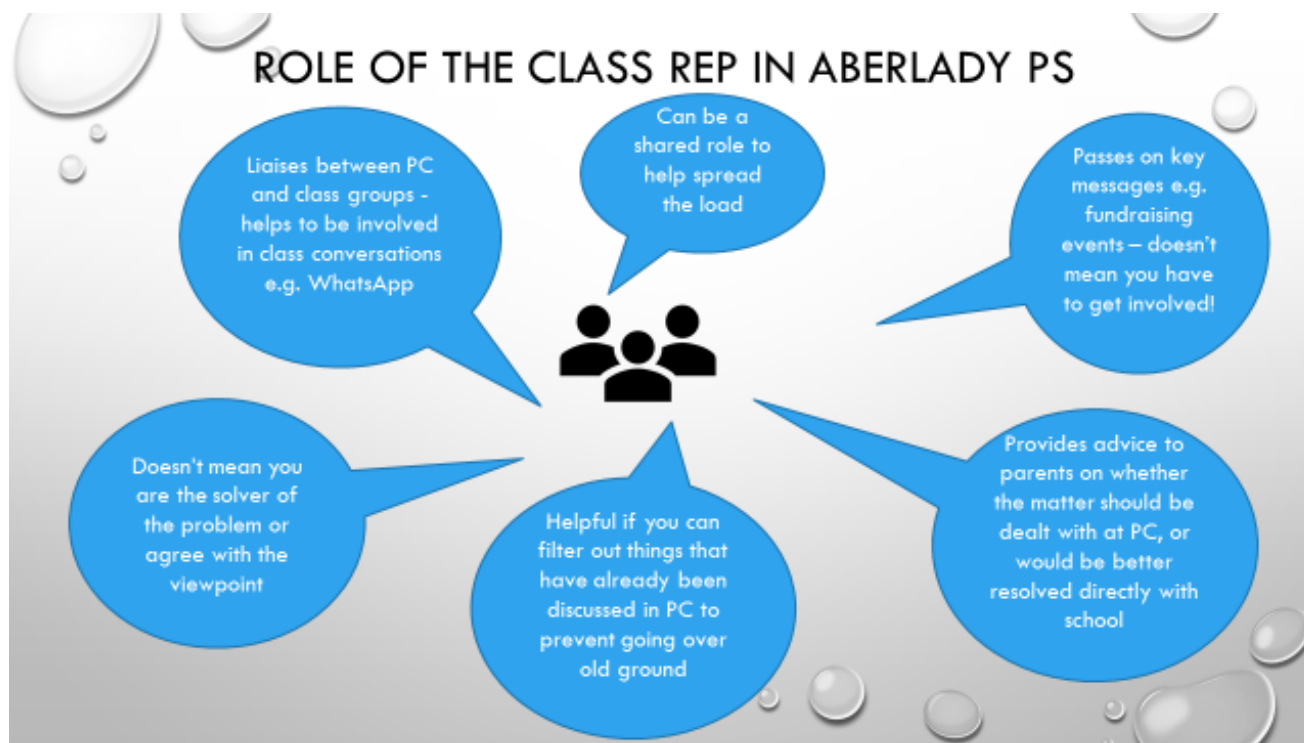 ROLE OF THE CLASS REP IN ABERLADY PS
Liaises between PC
and class groups -
helps to be involved
in class conversations
e.g. WhatsApp
Can be a
shared role to
help spread
the load
Passes on key
messages e.g.
fundraising
events – doesn't
mean you have
to get involved!
Doesn't mean you
are the solver of
the problem or
agree with the
viewpoint
Helpful if you can
filter out things that
have already been
discussed in PC to
prevent going over
old ground
Provides advice to
parents on whether
the matter should be
dealt with at PC, or
would be better
resolved directly with
school